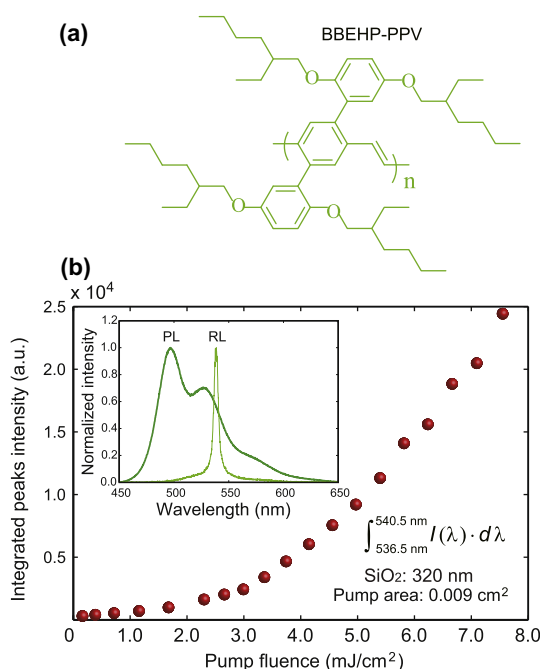 (a)
BBEHP-PPV
O
O
n
O
O
(b)
x 10⁴
2.5
2.0
1.5
1.0
0.5
0
0
1.0
2.0
3.0
4.0
5.0
6.0
7.0
8.0
Integrated peaks intensity (a.u.)
Pump fluence (mJ/cm²)
PL
RL
1.2
1.0
0.8
0.6
0.4
0.2
0.0
450
500
550
600
650
Normalized intensity
Wavelength (nm)
∫ 540.5 nm 536.5 nm I(λ) · dλ
SiO₂: 320 nm
Pump area: 0.009 cm²